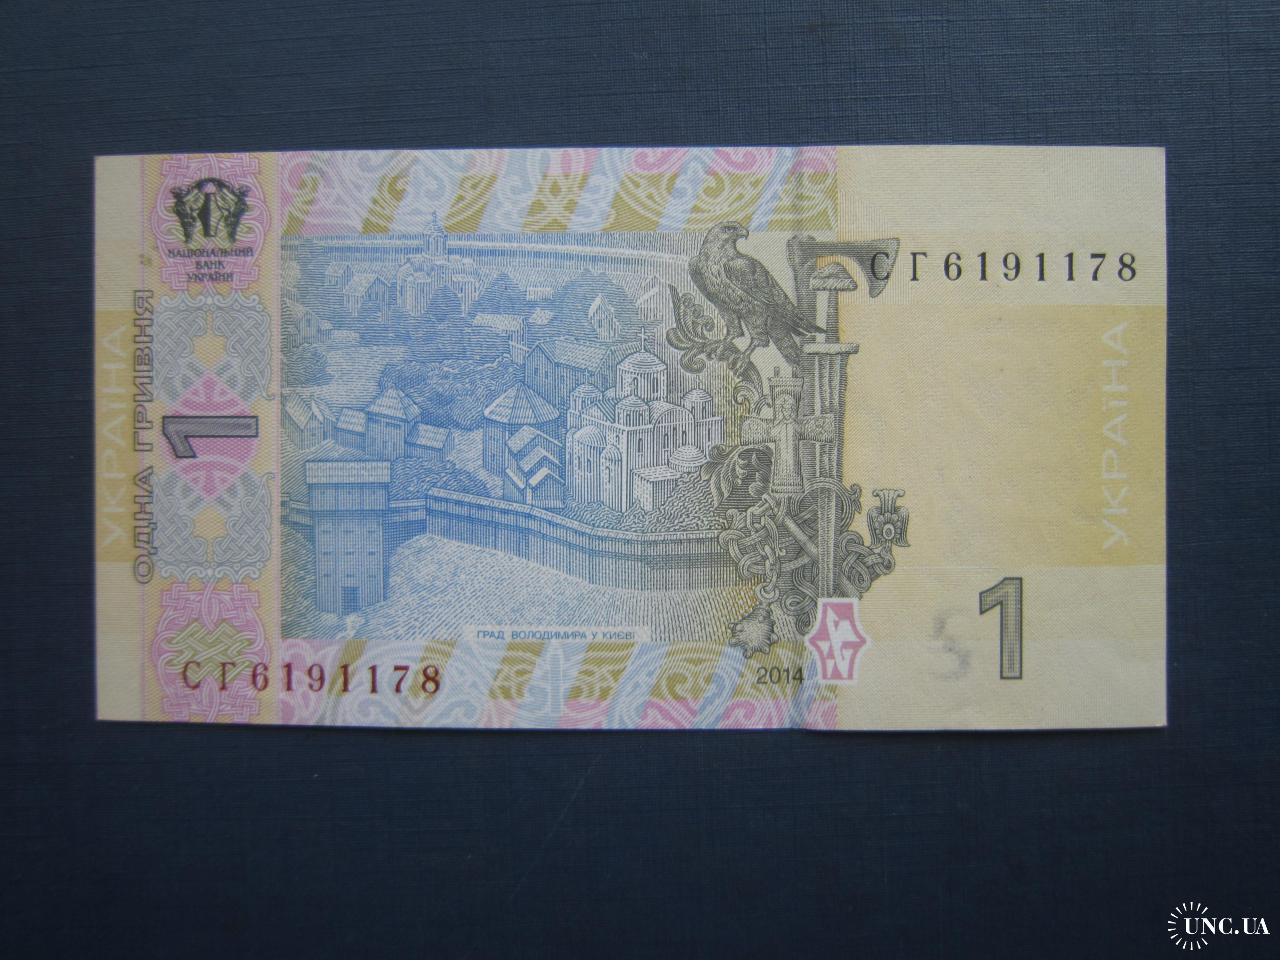 НАЦІОНАЛЬНИЙ
БАНК
УКРАЇНИ
СГ6191178
УКРАЇНА
ОДНА ГРИВНЯ
1
УКРАЇНА
ГРАД ВОЛОДИМИРА У КИЄВІ
СГ6191178
2014
1
UNC.UA